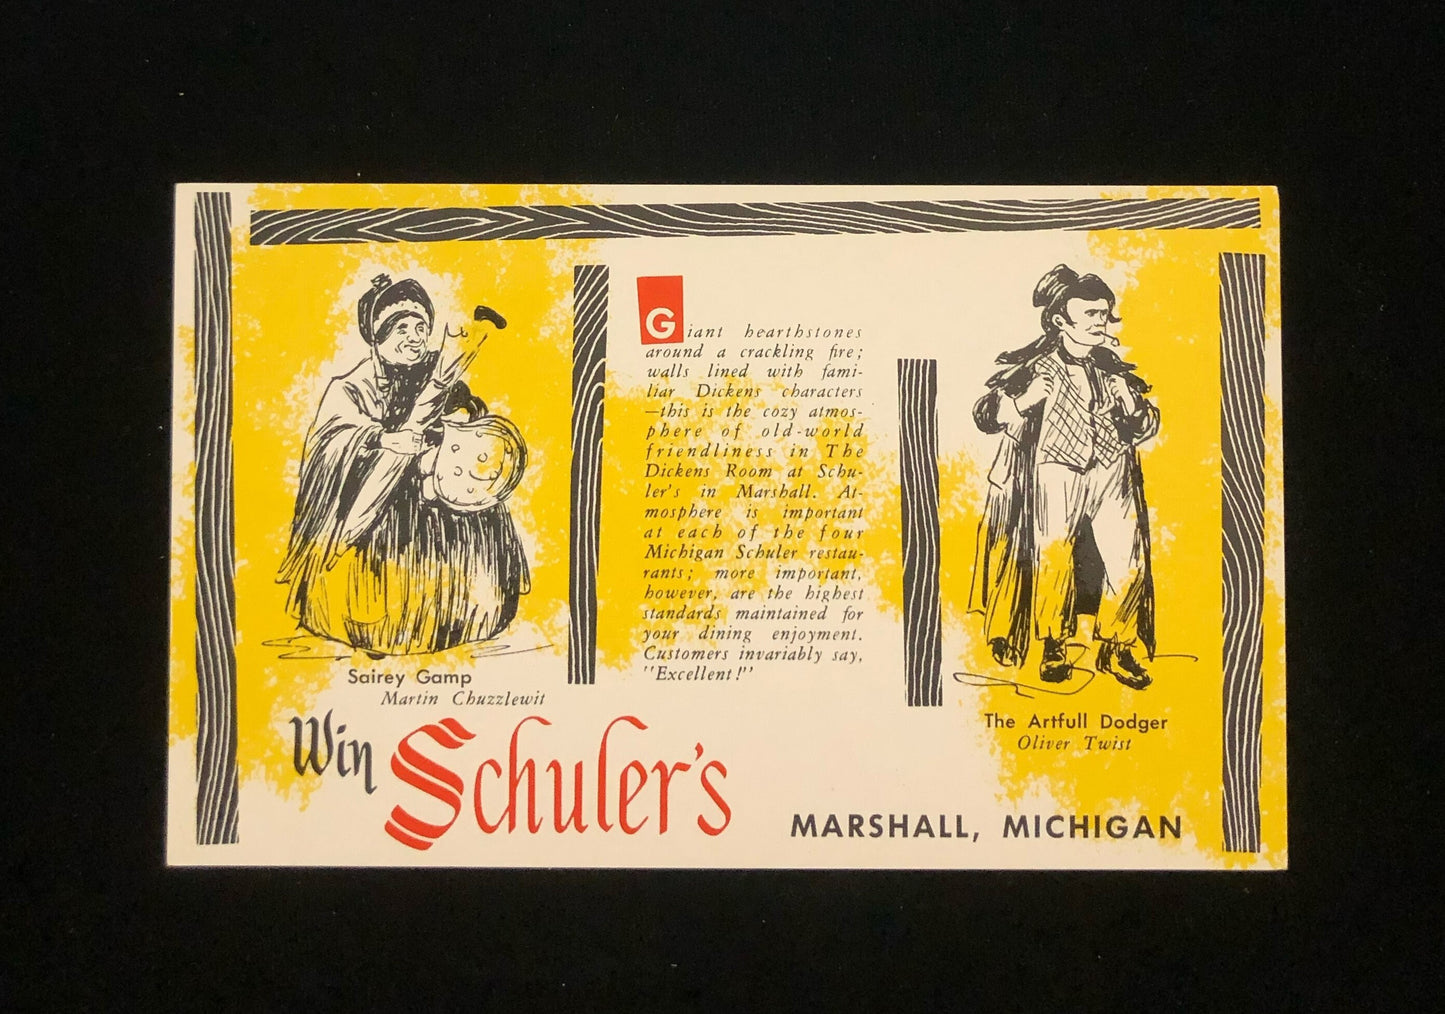 Giant hearthstones
around a crackling fire;
walls lined with fami-
liar Dickens characters
—this is the cozy atmos-
phere of old-world
friendliness in The
Dickens Room at Schu-
ler's in Marshall. At-
mosphere is important
at each of the four
Michigan Schuler restau-
rants; more important,
however, are the highest
standards maintained for
your dining enjoyment.
Customers invariably say,
"Excellent!"
Sairey Gamp
Martin Chuzzlewit
The Artfull Dodger
Oliver Twist
Win Schuler's
MARSHALL, MICHIGAN